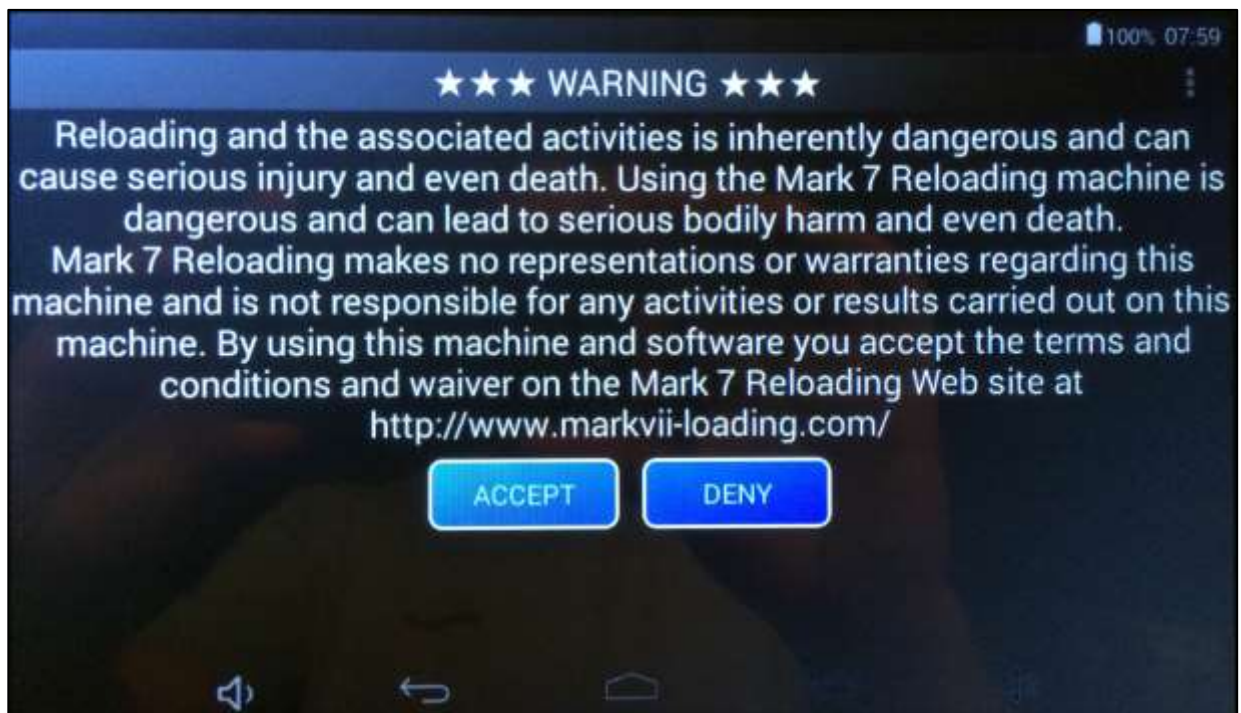 100% 07:59
★★★ WARNING ★★★
Reloading and the associated activities is inherently dangerous and can
cause serious injury and even death. Using the Mark 7 Reloading machine is
dangerous and can lead to serious bodily harm and even death.
Mark 7 Reloading makes no representations or warranties regarding this
machine and is not responsible for any activities or results carried out on this
machine. By using this machine and software you accept the terms and
conditions and waiver on the Mark 7 Reloading Web site at
http://www.markvii-loading.com/
ACCEPT DENY